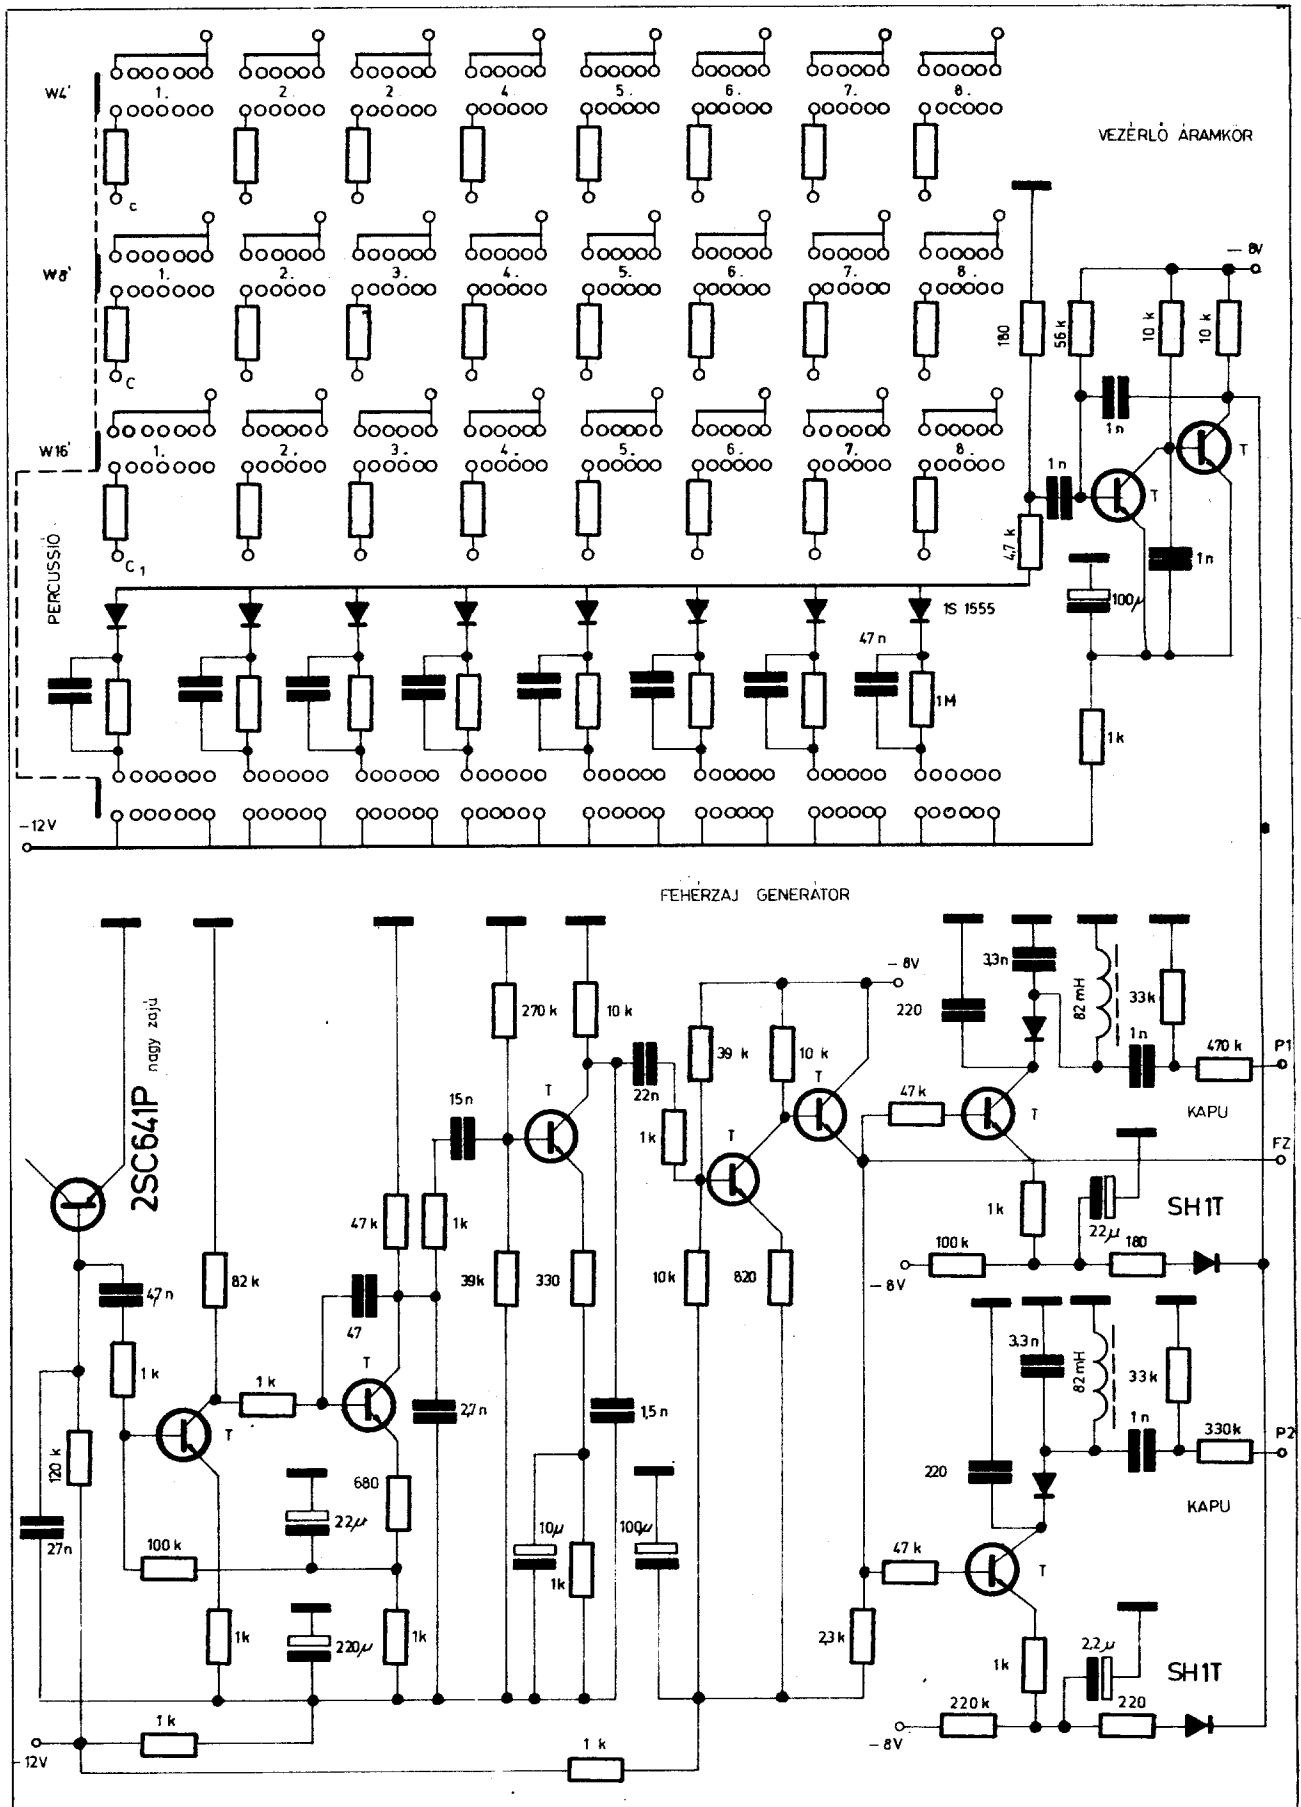 W4'
1.
2.
2.
4.
5.
6.
7.
8.
c
VEZÉRLŐ ÁRAMKÖR
W8'
1.
2.
3.
4.
5.
6.
7.
8.
C
- 8V
180
56 k
10 k
10 k
1n
W16'
1.
2.
3.
4.
5.
6.
7.
8.
C1
T
1n
T
4,7 k
1n
100μ
PERCUSSIÓ
1S 1555
47 n
1M
1k
-12V
FEHÉRZAJ GENERÁTOR
2SC641P nagy zajú
270 k
10 k
- 8V
39 k
10 k
220
3,3n
82 mH
33k
1n
470 k
P1
15n
T
22n
T
47 k
T
KAPU
1k
T
FZ
47 k
1k
1k
22μ
SH1T
100 k
180
-8V
4,7 n
82 k
39k
330
10k
820
47
3,3n
82mH
33 k
1n
1k
1k
T
T
2,7 n
1,5n
330k
P2
120 k
680
220
KAPU
27n
22μ
10μ
100μ
100 k
1k
47 k
T
1k
220μ
1k
2,3 k
1k
2,2μ
SH1T
220 k
220
-8V
1k
-12V
1 k